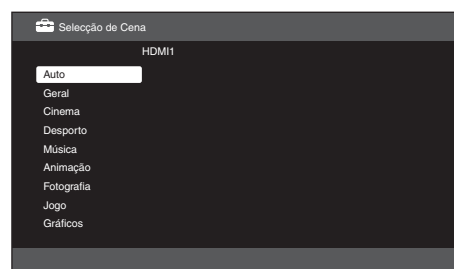 Selecção de Cena
HDMI1
Auto
Geral
Cinema
Desporto
Música
Animação
Fotografia
Jogo
Gráficos